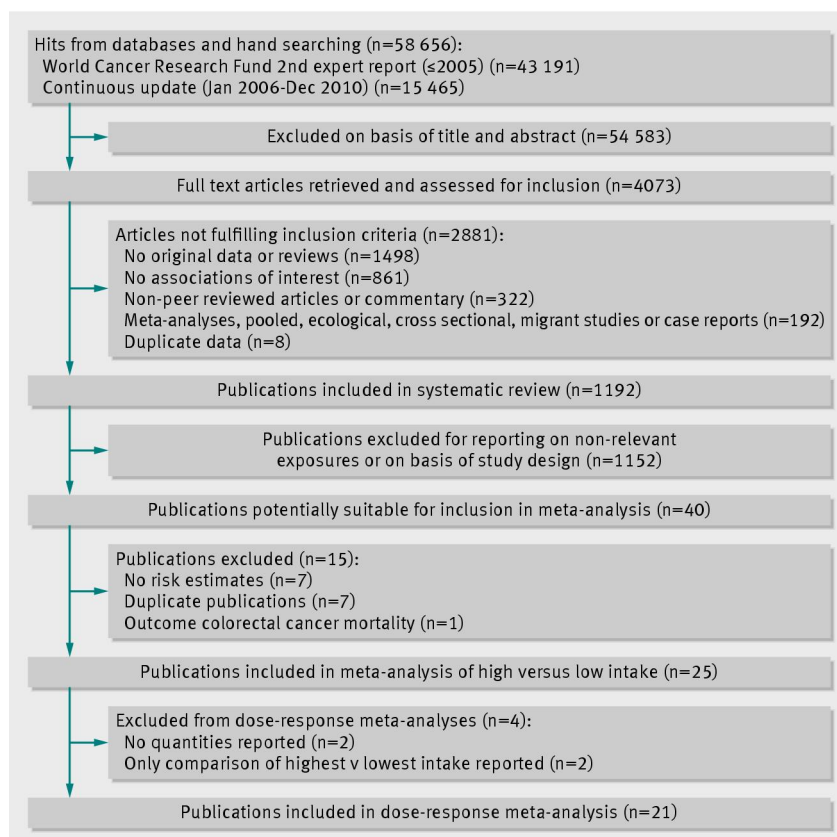 Hits from databases and hand searching (n=58 656):
World Cancer Research Fund 2nd expert report (≤2005) (n=43 191)
Continuous update (Jan 2006-Dec 2010) (n=15 465)
Excluded on basis of title and abstract (n=54 583)
Full text articles retrieved and assessed for inclusion (n=4073)
Articles not fulfilling inclusion criteria (n=2881):
No original data or reviews (n=1498)
No associations of interest (n=861)
Non-peer reviewed articles or commentary (n=322)
Meta-analyses, pooled, ecological, cross sectional, migrant studies or case reports (n=192)
Duplicate data (n=8)
Publications included in systematic review (n=1192)
Publications excluded for reporting on non-relevant
exposures or on basis of study design (n=1152)
Publications potentially suitable for inclusion in meta-analysis (n=40)
Publications excluded (n=15):
No risk estimates (n=7)
Duplicate publications (n=7)
Outcome colorectal cancer mortality (n=1)
Publications included in meta-analysis of high versus low intake (n=25)
Excluded from dose-response meta-analyses (n=4):
No quantities reported (n=2)
Only comparison of highest v lowest intake reported (n=2)
Publications included in dose-response meta-analysis (n=21)